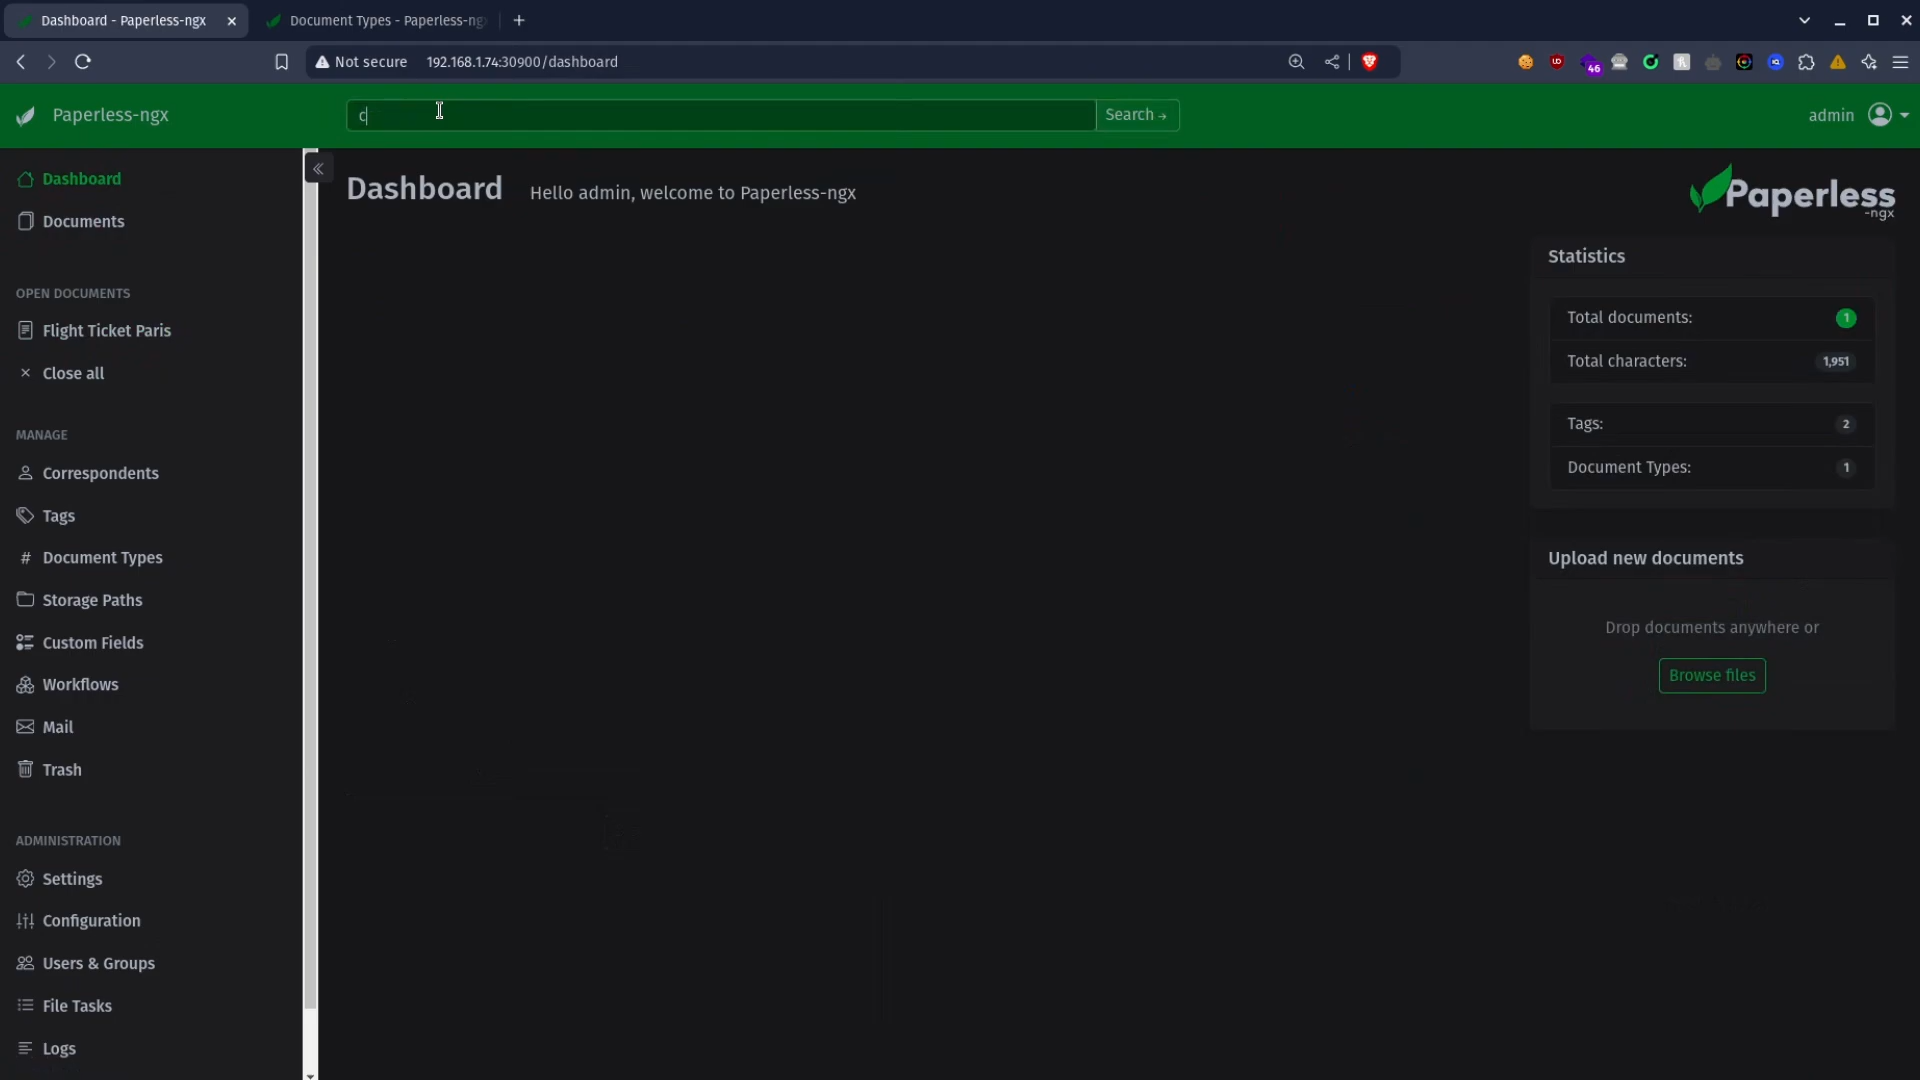 Dashboard - Paperless-ngx
Document Types - Paperless-ng
Not secure 192.168.1.74:30900/dashboard
46
Paperless-ngx
c
Search
admin
Dashboard
Documents
OPEN DOCUMENTS
Flight Ticket Paris
Close all
MANAGE
Correspondents
Tags
# Document Types
Storage Paths
Custom Fields
Workflows
Mail
Trash
ADMINISTRATION
Settings
Configuration
Users & Groups
File Tasks
Logs
Dashboard Hello admin, welcome to Paperless-ngx
Paperless
-ngx
Statistics
Total documents: 1
Total characters: 1,951
Tags: 2
Document Types: 1
Upload new documents
Drop documents anywhere or
Browse files